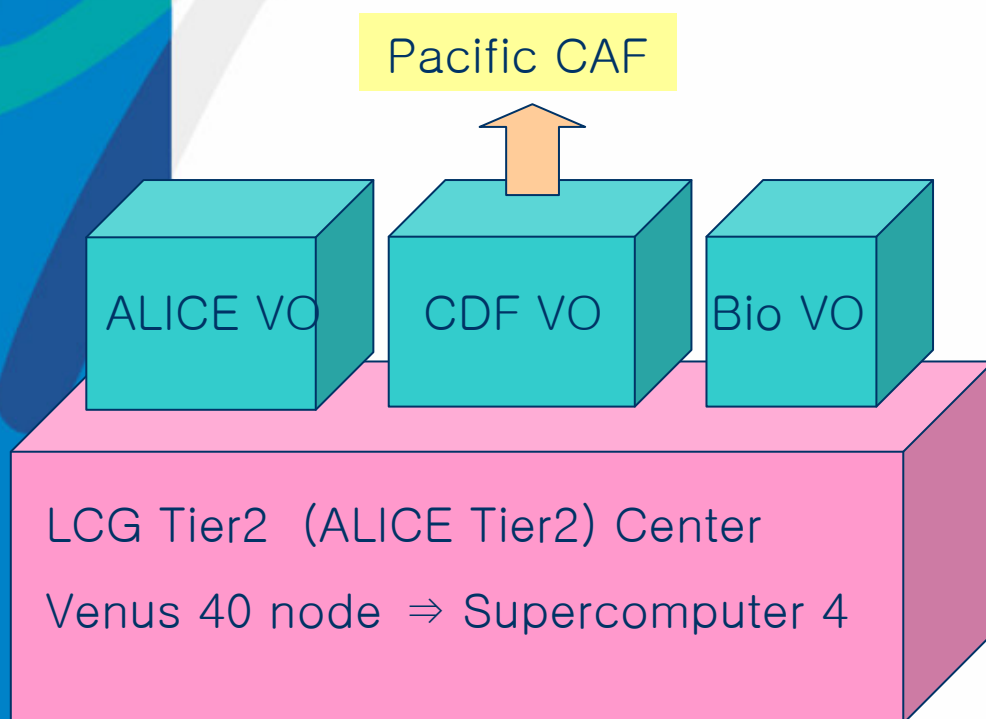 Pacific CAF
ALICE VO
CDF VO
Bio VO
LCG Tier2 (ALICE Tier2) Center
Venus 40 node ⇒ Supercomputer 4